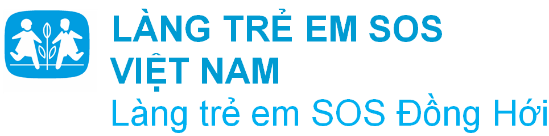 LÀNG TRẺ EM SOS
VIỆT NAM
Làng trẻ em SOS Đồng Hới